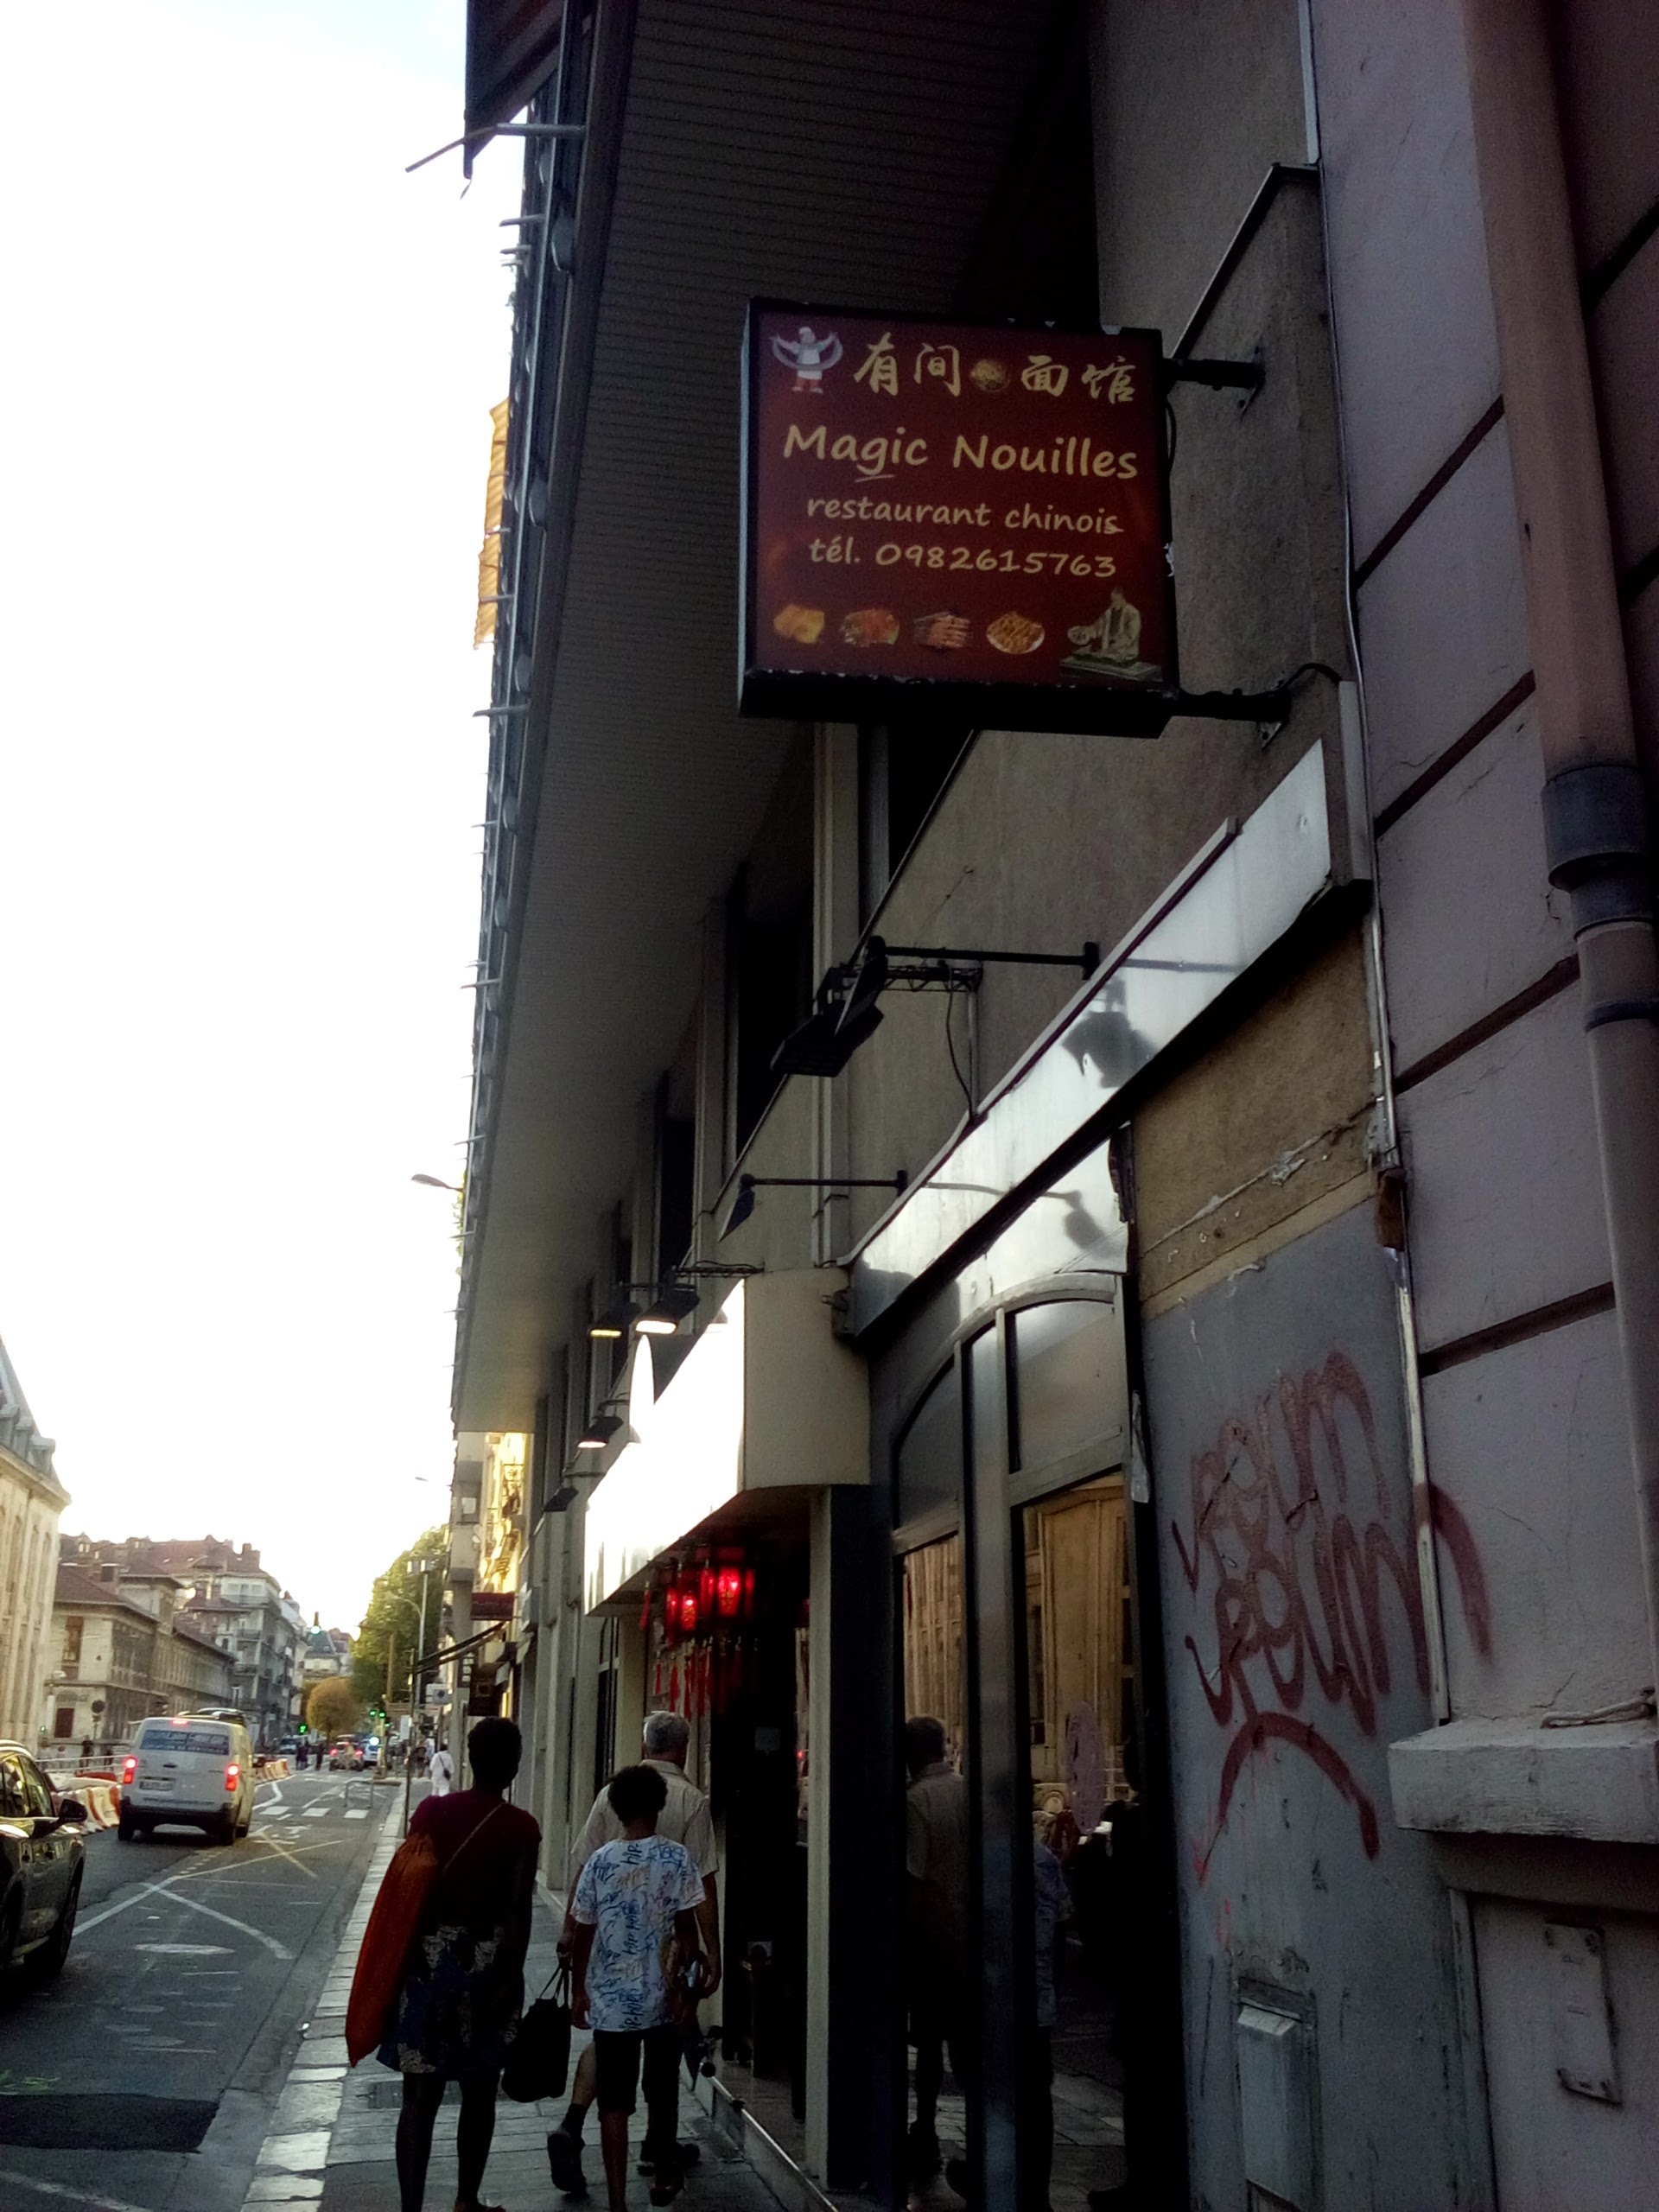 有间面馆
Magic Nouilles
restaurant chinois
tél. 0982615763